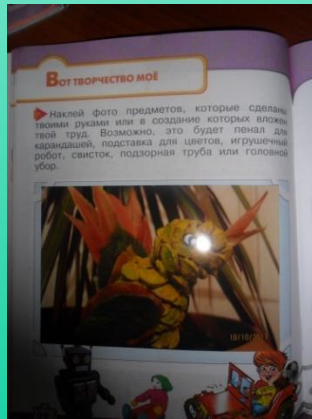 Вот творчество моё
Наклей фото предметов, которые сделаны
твоими руками или в создание которых вложен
твой труд. Возможно, это будет пенал для
карандашей, подставка для цветов, игрушечный
робот, свисток, подзорная труба или головной
убор.